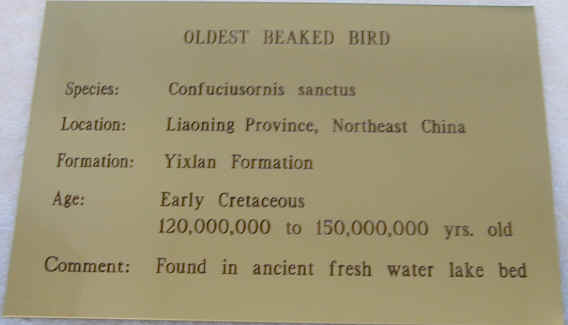 OLDEST BEAKED BIRD
Species: Confuciusornis sanctus
Location: Liaoning Province, Northeast China
Formation: Yixlan Formation
Age: Early Cretaceous
120,000,000 to 150,000,000 yrs. old
Comment: Found in ancient fresh water lake bed